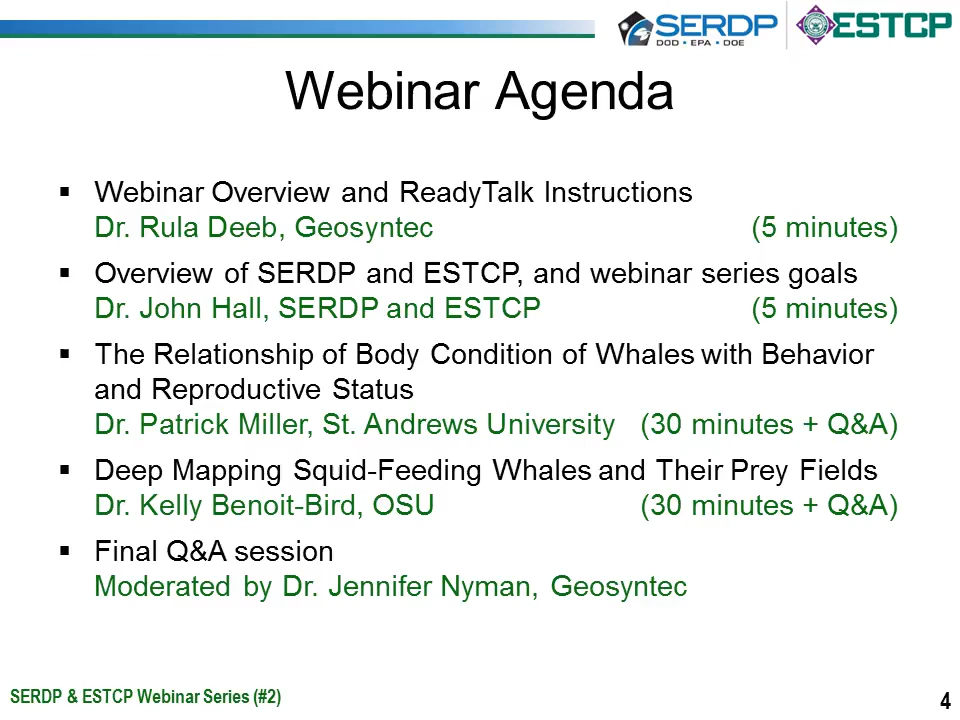 SERDP
DOD • EPA • DOE
ESTCP
Webinar Agenda
▪ Webinar Overview and ReadyTalk Instructions
Dr. Rula Deeb, Geosyntec (5 minutes)
▪ Overview of SERDP and ESTCP, and webinar series goals
Dr. John Hall, SERDP and ESTCP (5 minutes)
▪ The Relationship of Body Condition of Whales with Behavior
and Reproductive Status
Dr. Patrick Miller, St. Andrews University (30 minutes + Q&A)
▪ Deep Mapping Squid-Feeding Whales and Their Prey Fields
Dr. Kelly Benoit-Bird, OSU (30 minutes + Q&A)
▪ Final Q&A session
Moderated by Dr. Jennifer Nyman, Geosyntec
SERDP & ESTCP Webinar Series (#2)
4